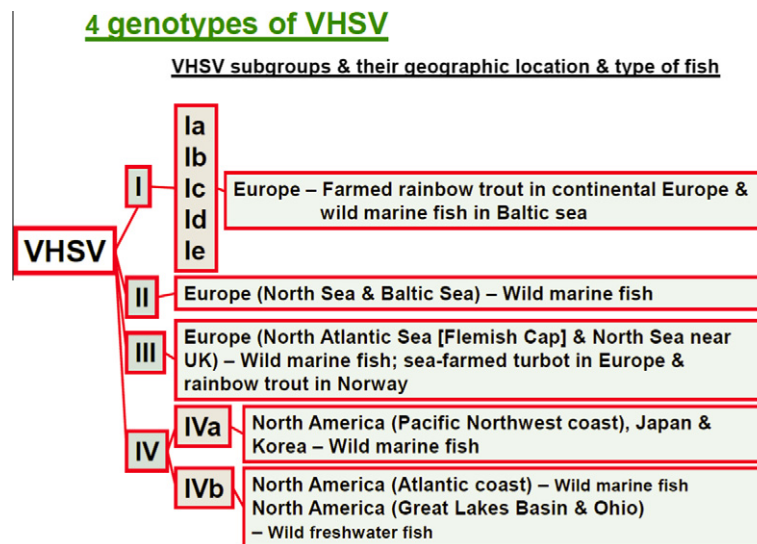 4 genotypes of VHSV
VHSV subgroups & their geographic location & type of fish
VHSV
I
Ia
Ib
Ic
Id
Ie
Europe – Farmed rainbow trout in continental Europe &
wild marine fish in Baltic sea
II
Europe (North Sea & Baltic Sea) – Wild marine fish
III
Europe (North Atlantic Sea [Flemish Cap] & North Sea near
UK) – Wild marine fish; sea-farmed turbot in Europe &
rainbow trout in Norway
IV
IVa
North America (Pacific Northwest coast), Japan &
Korea – Wild marine fish
IVb
North America (Atlantic coast) – Wild marine fish
North America (Great Lakes Basin & Ohio)
– Wild freshwater fish